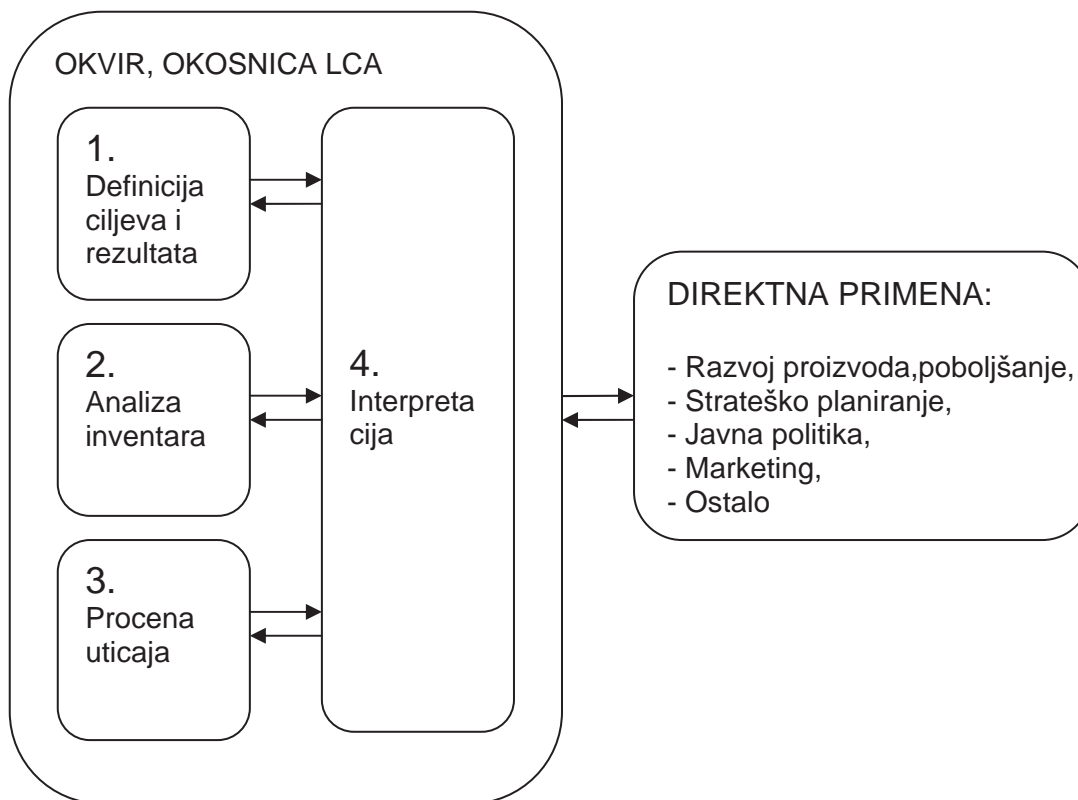 OKVIR, OKOSNICA LCA
1.
Definicija
ciljeva i
rezultata
2.
Analiza
inventara
3.
Procena
uticaja
4.
Interpreta
cija
DIREKTNA PRIMENA:
- Razvoj proizvoda,poboljšanje,
- Strateško planiranje,
- Javna politika,
- Marketing,
- Ostalo